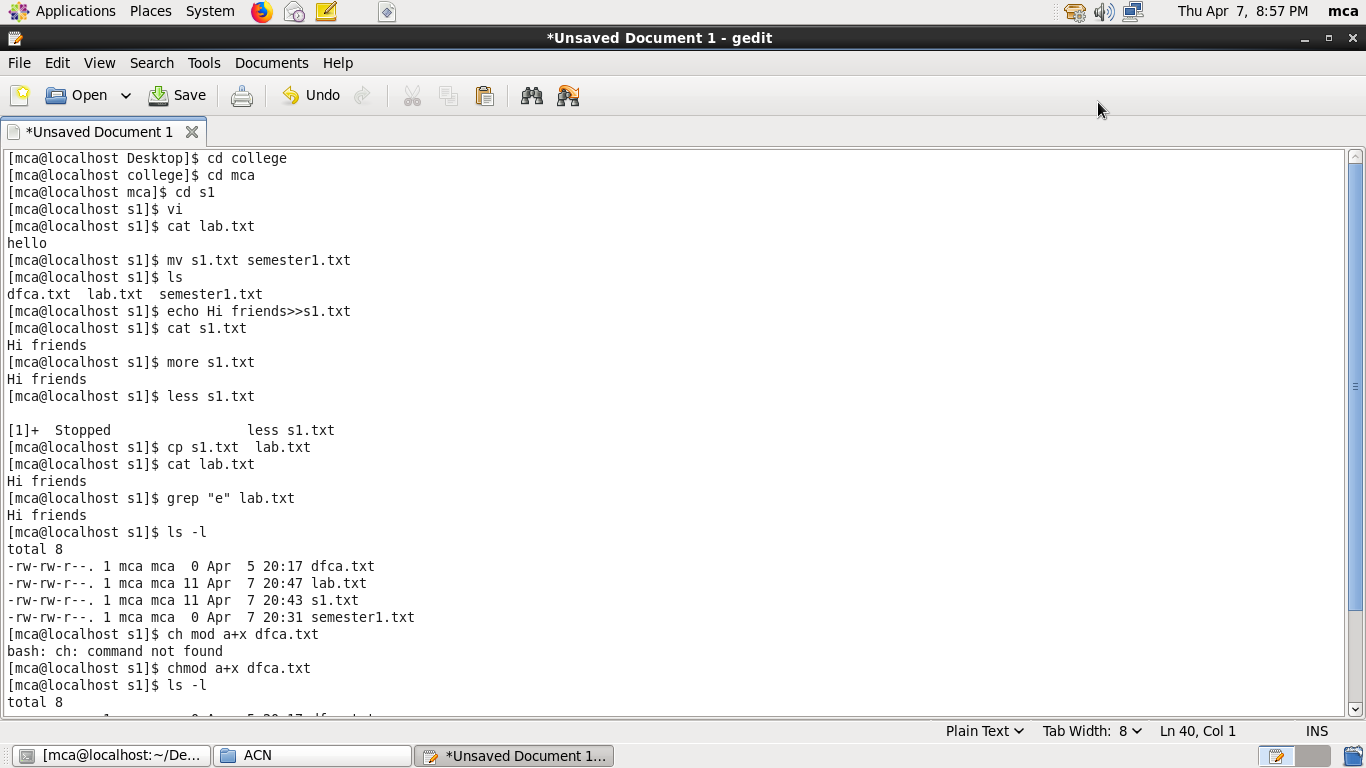 Applications Places System Thu Apr 7, 8:57 PM mca
*Unsaved Document 1 - gedit
File Edit View Search Tools Documents Help
Open Save Undo
*Unsaved Document 1
[mca@localhost Desktop]$ cd college
[mca@localhost college]$ cd mca
[mca@localhost mca]$ cd s1
[mca@localhost s1]$ vi
[mca@localhost s1]$ cat lab.txt
hello
[mca@localhost s1]$ mv s1.txt semester1.txt
[mca@localhost s1]$ ls
dfca.txt  lab.txt  semester1.txt
[mca@localhost s1]$ echo Hi friends>>s1.txt
[mca@localhost s1]$ cat s1.txt
Hi friends
[mca@localhost s1]$ more s1.txt
Hi friends
[mca@localhost s1]$ less s1.txt
[1]+  Stopped                 less s1.txt
[mca@localhost s1]$ cp s1.txt  lab.txt
[mca@localhost s1]$ cat lab.txt
Hi friends
[mca@localhost s1]$ grep "e" lab.txt
Hi friends
[mca@localhost s1]$ ls -l
total 8
-rw-rw-r--. 1 mca mca  0 Apr  5 20:17 dfca.txt
-rw-rw-r--. 1 mca mca 11 Apr  7 20:47 lab.txt
-rw-rw-r--. 1 mca mca 11 Apr  7 20:43 s1.txt
-rw-rw-r--. 1 mca mca  0 Apr  7 20:31 semester1.txt
[mca@localhost s1]$ ch mod a+x dfca.txt
bash: ch: command not found
[mca@localhost s1]$ chmod a+x dfca.txt
[mca@localhost s1]$ ls -l
total 8
Plain Text Tab Width: 8 Ln 40, Col 1 INS
[mca@localhost:~/De... ACN *Unsaved Document 1...